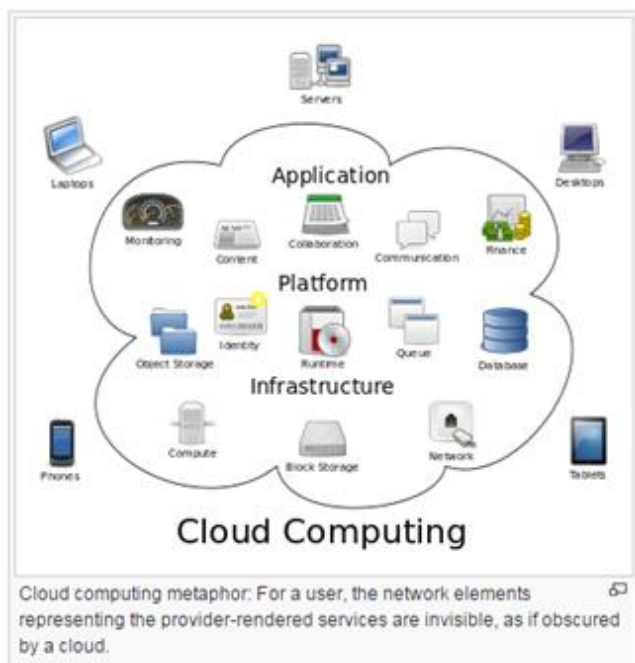 Servers
Laptops
Desktops
Application
Monitoring
Content
Collaboration
Communication
Finance
Platform
Object Storage
Identity
Runtime
Queue
Database
Infrastructure
Compute
Block Storage
Network
Phones
Tablets
Cloud Computing
Cloud computing metaphor: For a user, the network elements
representing the provider-rendered services are invisible, as if obscured
by a cloud.